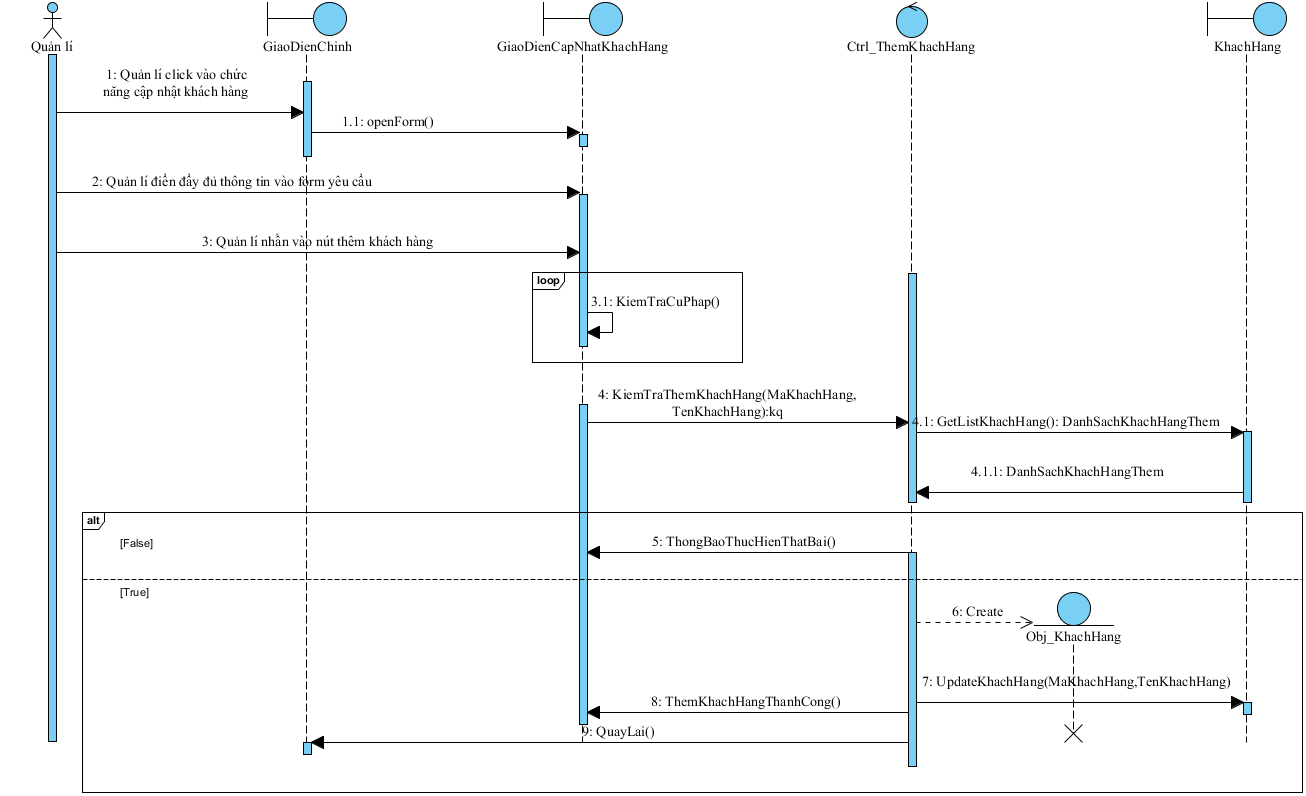 Quản lí
GiaoDienChinh
GiaoDienCapNhatKhachHang
Ctrl_ThemKhachHang
KhachHang
1: Quản lí click vào chức
năng cập nhật khách hàng
1.1: openForm()
2: Quản lí điền đầy đủ thông tin vào form yêu cầu
3: Quản lí nhấn vào nút thêm khách hàng
loop
3.1: KiemTraCuPhap()
4: KiemTraThemKhachHang(MaKhachHang,
TenKhachHang):kq
4.1: GetListKhachHang(): DanhSachKhachHangThem
4.1.1: DanhSachKhachHangThem
alt
[False]
5: ThongBaoThucHienThatBai()
[True]
6: Create
Obj_KhachHang
7: UpdateKhachHang(MaKhachHang,TenKhachHang)
8: ThemKhachHangThanhCong()
9: QuayLai()